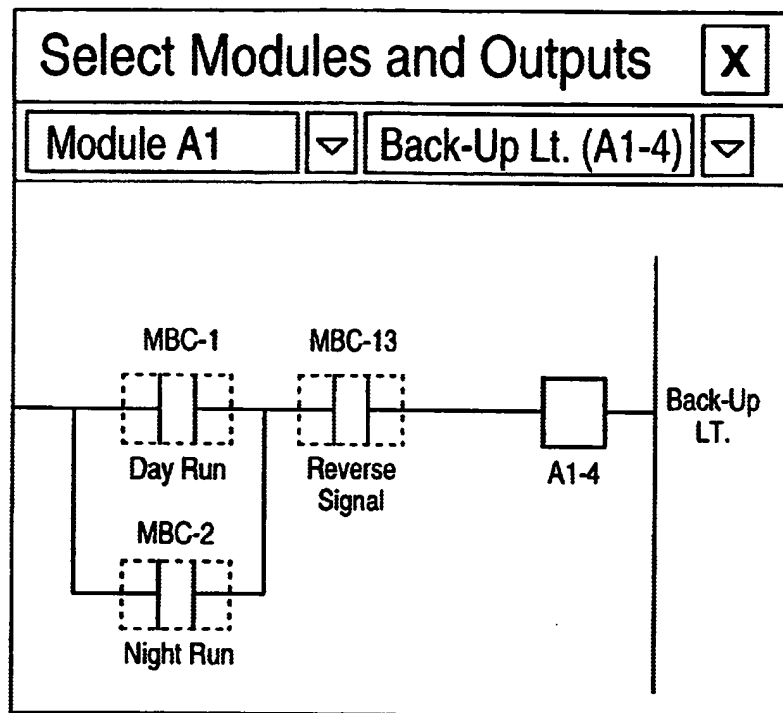 Select Modules and Outputs X
Module A1 Back-Up Lt. (A1-4)
MBC-1 MBC-13
Day Run Reverse Signal
A1-4
Back-Up LT.
MBC-2
Night Run